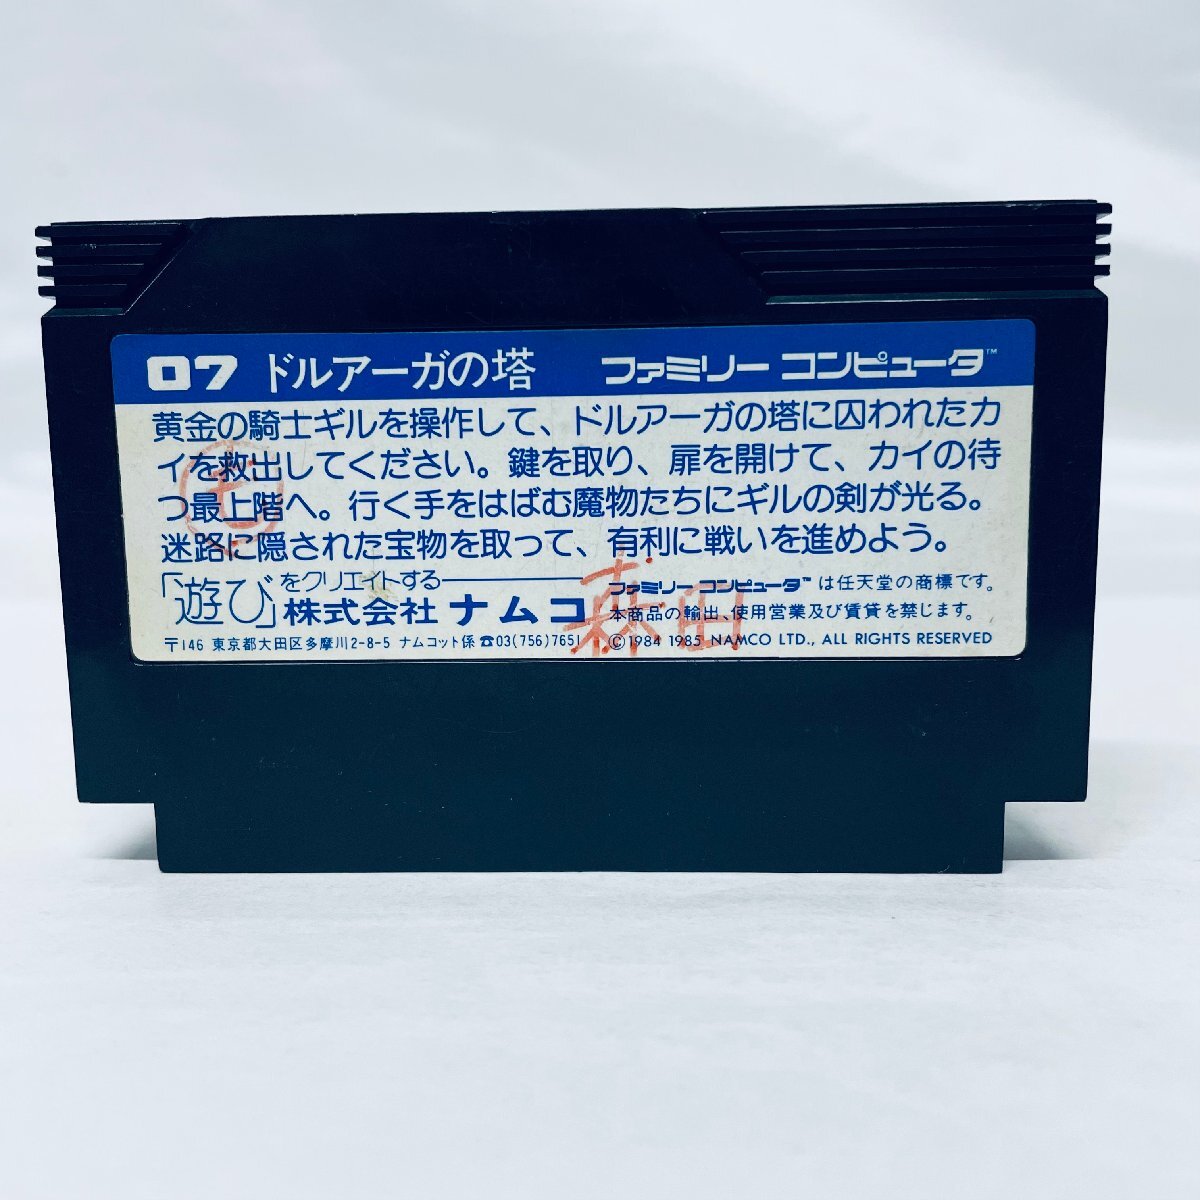 07 ドルアーガの塔 ファミリー コンピュータ™
黄金の騎士ギルを操作して、ドルアーガの塔に囚われたカ
イを救出してください。鍵を取り、扉を開けて、カイの待
つ最上階へ。行く手をはばむ魔物たちにギルの剣が光る。
迷路に隠された宝物を取って、有利に戦いを進めよう。
「遊び」をクリエイトする
株式会社 ナムコ
〒146 東京都大田区多摩川2-8-5 ナムコット係 ☎03(756)7651
ファミリー コンピュータ™は任天堂の商標です。
本商品の輸出、使用営業及び賃貸を禁じます。
©1984 1985 NAMCO LTD., ALL RIGHTS RESERVED
森田